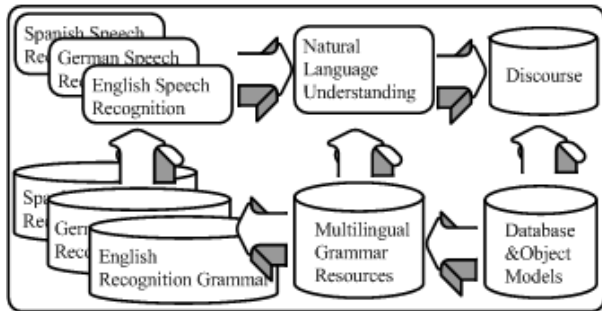 Spanish Speech
German Speech
English Speech
Recognition
Natural
Language
Understanding
Discourse
English
Recognition Grammar
Multilingual
Grammar
Resources
Database
&Object
Models